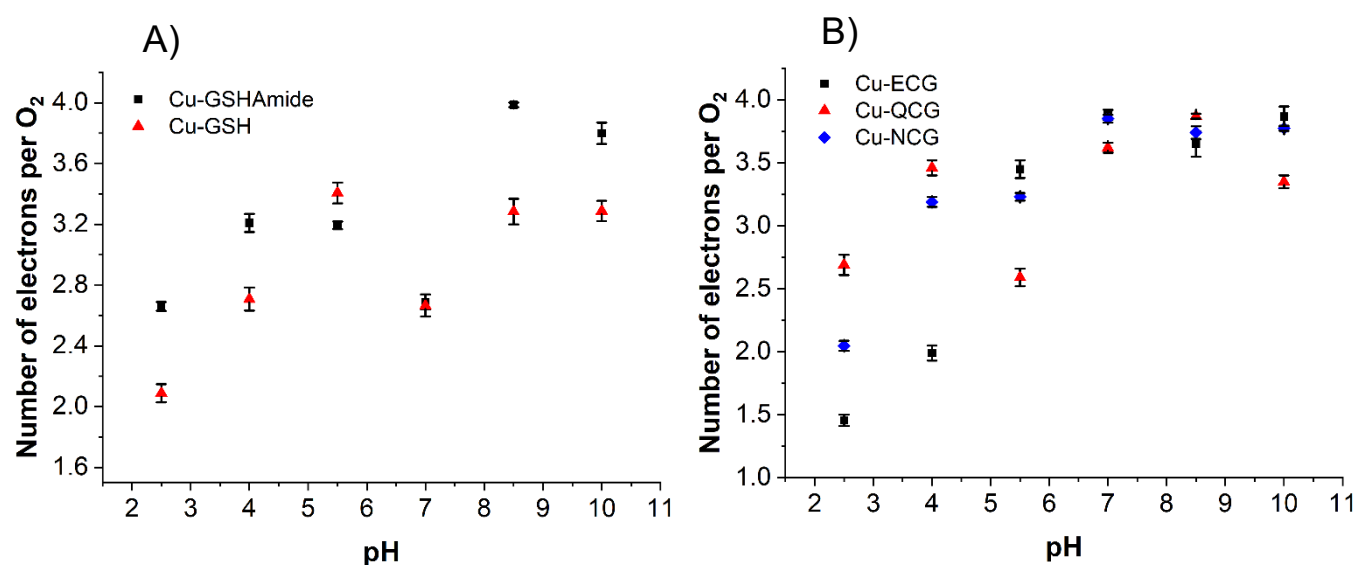 A)
Number of electrons per O₂
4.0
3.6
3.2
2.8
2.4
2.0
1.6
Cu-GSHAmide
Cu-GSH
2 3 4 5 6 7 8 9 10 11
pH
B)
Number of electrons per O₂
4.0
3.5
3.0
2.5
2.0
1.5
1.0
Cu-ECG
Cu-QCG
Cu-NCG
2 3 4 5 6 7 8 9 10 11
pH